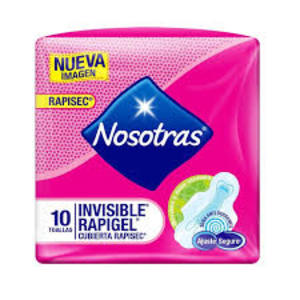 NUEVA
IMAGEN
RAPISEC®
Nosotras®
10
TOALLAS
INVISIBLE®
RAPIGEL®
CUBIERTA RAPISEC®
Ajuste Seguro